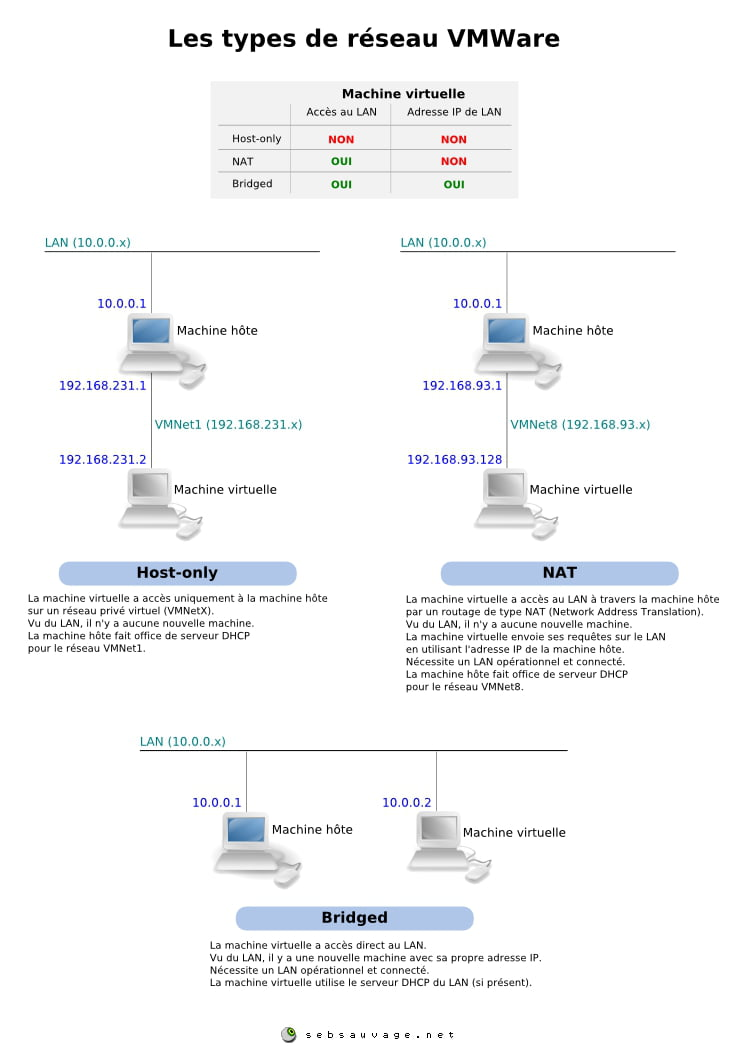 Les types de réseau VMWare
Machine virtuelle
Accès au LAN Adresse IP de LAN
Host-only NON NON
NAT OUI NON
Bridged OUI OUI
LAN (10.0.0.x)
10.0.0.1
Machine hôte
192.168.231.1
VMNet1 (192.168.231.x)
192.168.231.2
Machine virtuelle
Host-only
La machine virtuelle a accès uniquement à la machine hôte
sur un réseau privé virtuel (VMNetX).
Vu du LAN, il n'y a aucune nouvelle machine.
La machine hôte fait office de serveur DHCP
pour le réseau VMNet1.
LAN (10.0.0.x)
10.0.0.1
Machine hôte
192.168.93.1
VMNet8 (192.168.93.x)
192.168.93.128
Machine virtuelle
NAT
La machine virtuelle a accès au LAN à travers la machine hôte
par un routage de type NAT (Network Address Translation).
Vu du LAN, il n'y a aucune nouvelle machine.
La machine virtuelle envoie ses requêtes sur le LAN
en utilisant l'adresse IP de la machine hôte.
Nécessite un LAN opérationnel et connecté.
La machine hôte fait office de serveur DHCP
pour le réseau VMNet8.
LAN (10.0.0.x)
10.0.0.1
Machine hôte
10.0.0.2
Machine virtuelle
Bridged
La machine virtuelle a accès direct au LAN.
Vu du LAN, il y a une nouvelle machine avec sa propre adresse IP.
Nécessite un LAN opérationnel et connecté.
La machine virtuelle utilise le serveur DHCP du LAN (si présent).
sebsauvage.net